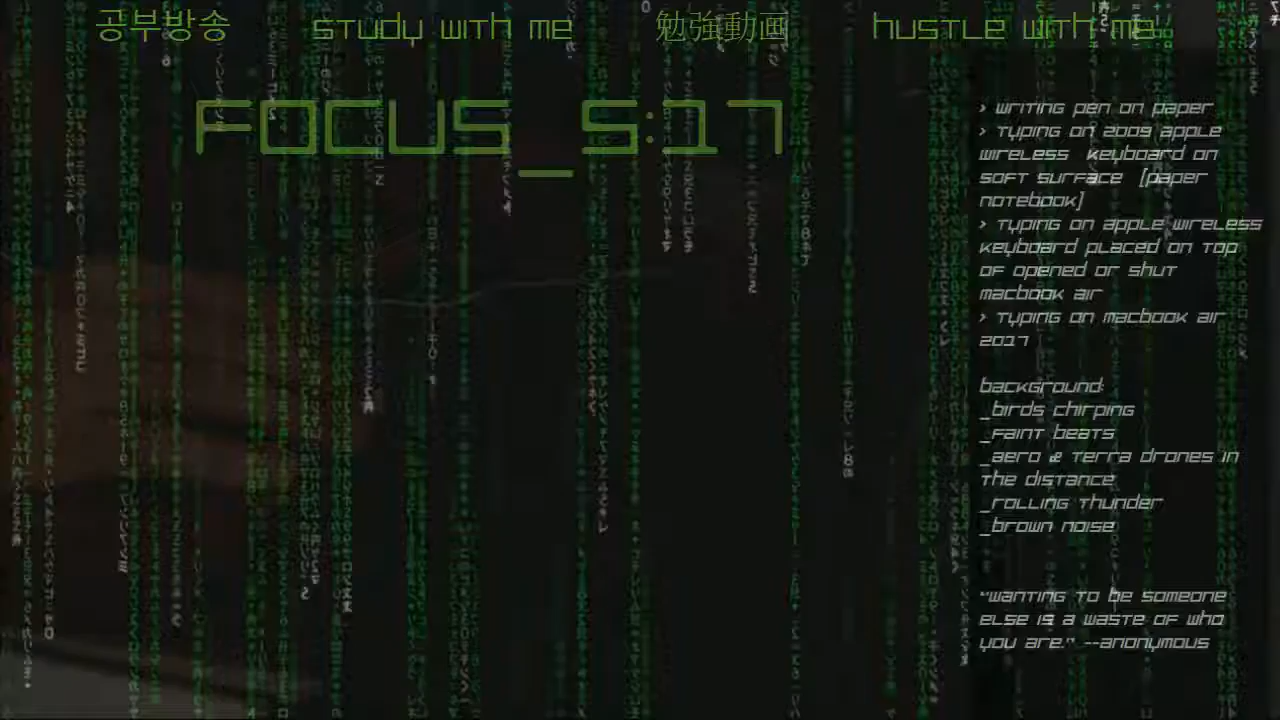 공부방송 study with me 勉強動画 hustle with me
FOCUS_5:17
> writing pen on paper
> typing on 2009 apple
wireless keyboard on
soft surface [paper
notebook]
> typing on apple wireless
keyboard placed on top
of opened or shut
macbook air
> typing on macbook air
2017
background:
_birds chirping
_faint beats
_aero & terra drones in
the distance
_rolling thunder
_brown noise
"wanting to be someone
else is a waste of who
you are." --anonymous